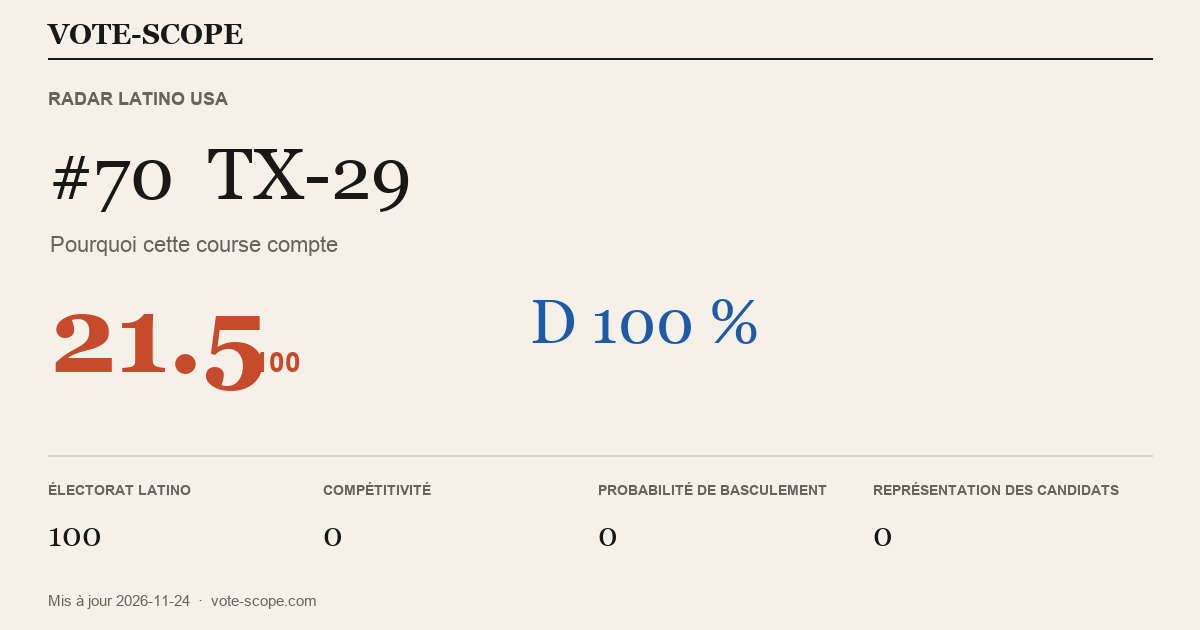 VOTE-SCOPE
RADAR LATINO USA
#70 TX-29
Pourquoi cette course compte
21.5
D 100 %
ÉLECTORAT LATINO
COMPÉTITIVITÉ
PROBABILITÉ DE BASCULEMENT
REPRÉSENTATION DES CANDIDATS
100
0
0
0
Mis à jour 2026-11-24 · vote-scope.com